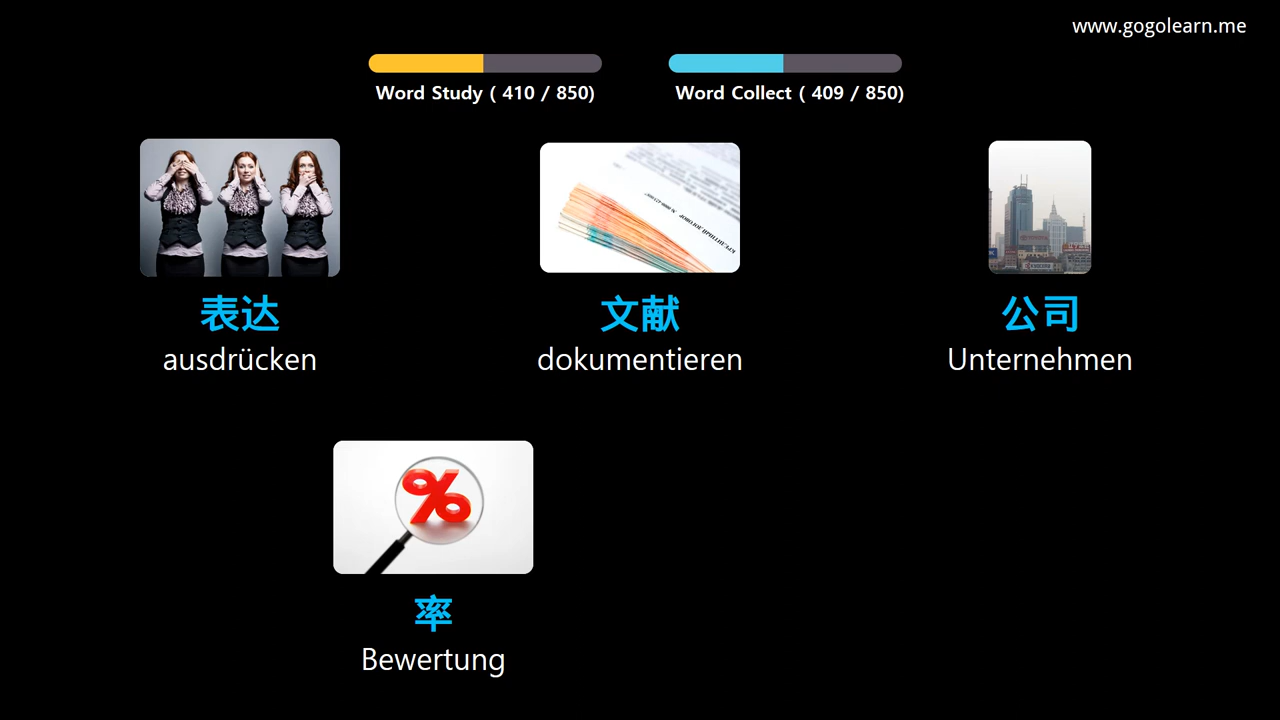 www.gogolearn.me
Word Study ( 410 / 850)
Word Collect ( 409 / 850)
表达
ausdrücken
文献
dokumentieren
公司
Unternehmen
率
Bewertung